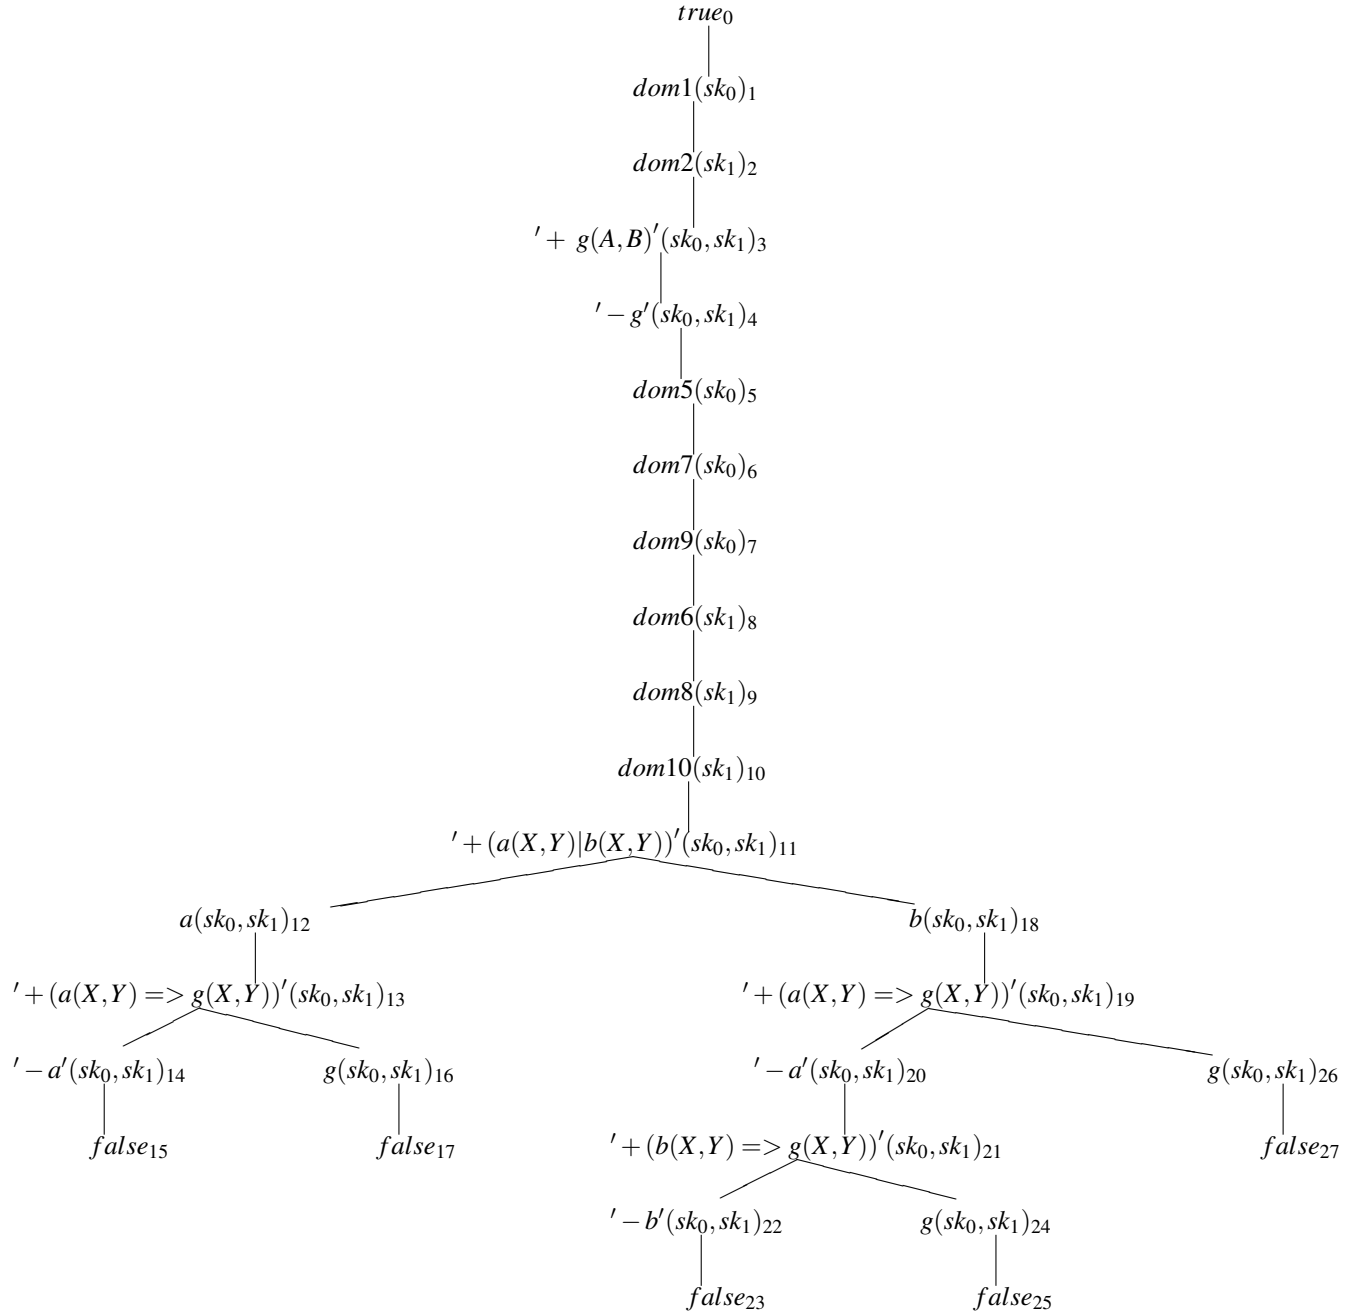 true₀
dom1(sk₀)₁
dom2(sk₁)₂
′ + g(A,B)′(sk₀,sk₁)₃
′ − g′(sk₀,sk₁)₄
dom5(sk₀)₅
dom7(sk₀)₆
dom9(sk₀)₇
dom6(sk₁)₈
dom8(sk₁)₉
dom10(sk₁)₁₀
′ + (a(X,Y)|b(X,Y))′(sk₀,sk₁)₁₁
a(sk₀,sk₁)₁₂ b(sk₀,sk₁)₁₈
′ + (a(X,Y) => g(X,Y))′(sk₀,sk₁)₁₃ ′ + (a(X,Y) => g(X,Y))′(sk₀,sk₁)₁₉
′ − a′(sk₀,sk₁)₁₄ g(sk₀,sk₁)₁₆ ′ − a′(sk₀,sk₁)₂₀ g(sk₀,sk₁)₂₆
false₁₅ false₁₇ ′ + (b(X,Y) => g(X,Y))′(sk₀,sk₁)₂₁ false₂₇
′ − b′(sk₀,sk₁)₂₂ g(sk₀,sk₁)₂₄
false₂₃ false₂₅